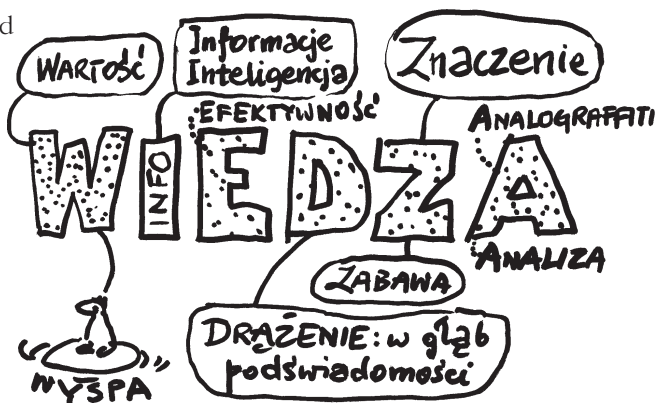 d
WARTOŚĆ
Informacje
Inteligencja
Znaczenie
EFEKTYWNOŚĆ
ANALOGRAFFITI
WIEDZA
INFO
ANALIZA
ZABAWA
DRĄŻENIE: w głąb
podświadomości
WYSPA